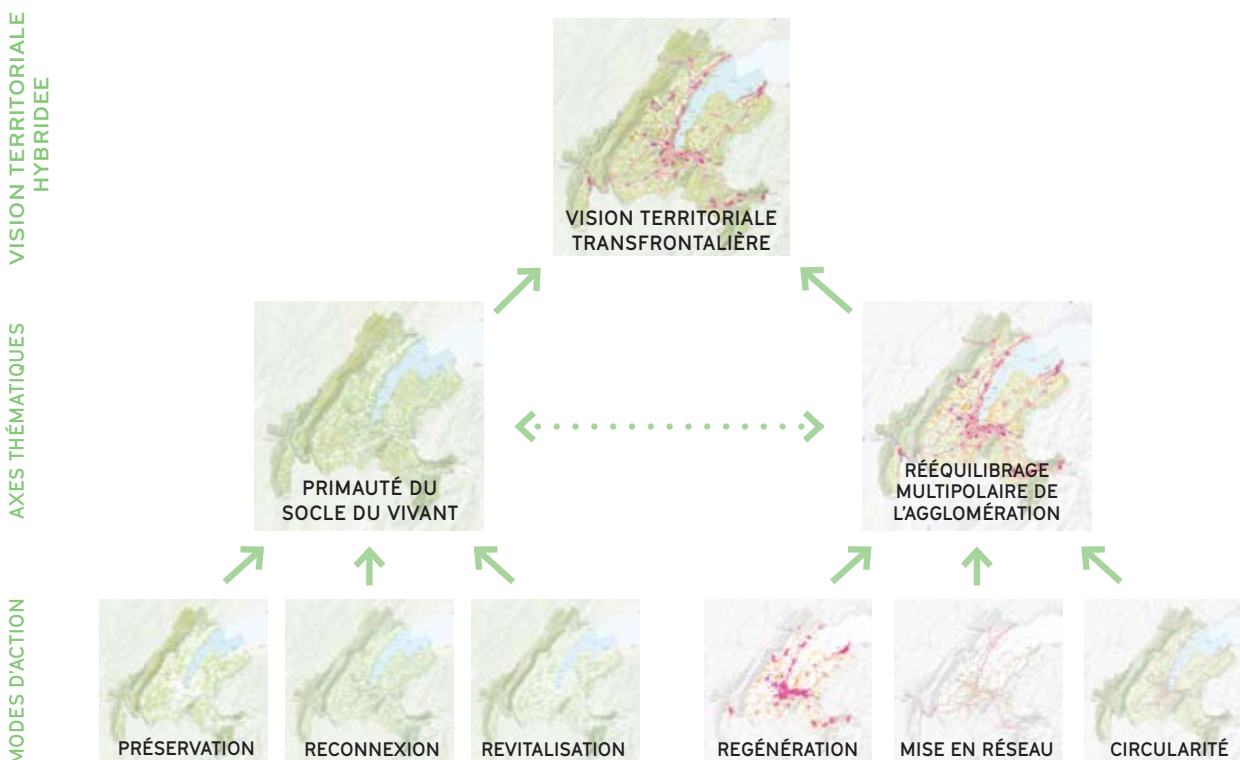 VISION TERRITORIALE
HYBRIDEE
VISION TERRITORIALE
TRANSFRONTALIÈRE
AXES THÉMATIQUES
PRIMAUTÉ DU
SOCLE DU VIVANT
RÉÉQUILIBRAGE
MULTIPOLAIRE DE
L'AGGLOMÉRATION
MODES D'ACTION
PRÉSERVATION
RECONNEXION
REVITALISATION
REGÉNÉRATION
MISE EN RÉSEAU
CIRCULARITÉ